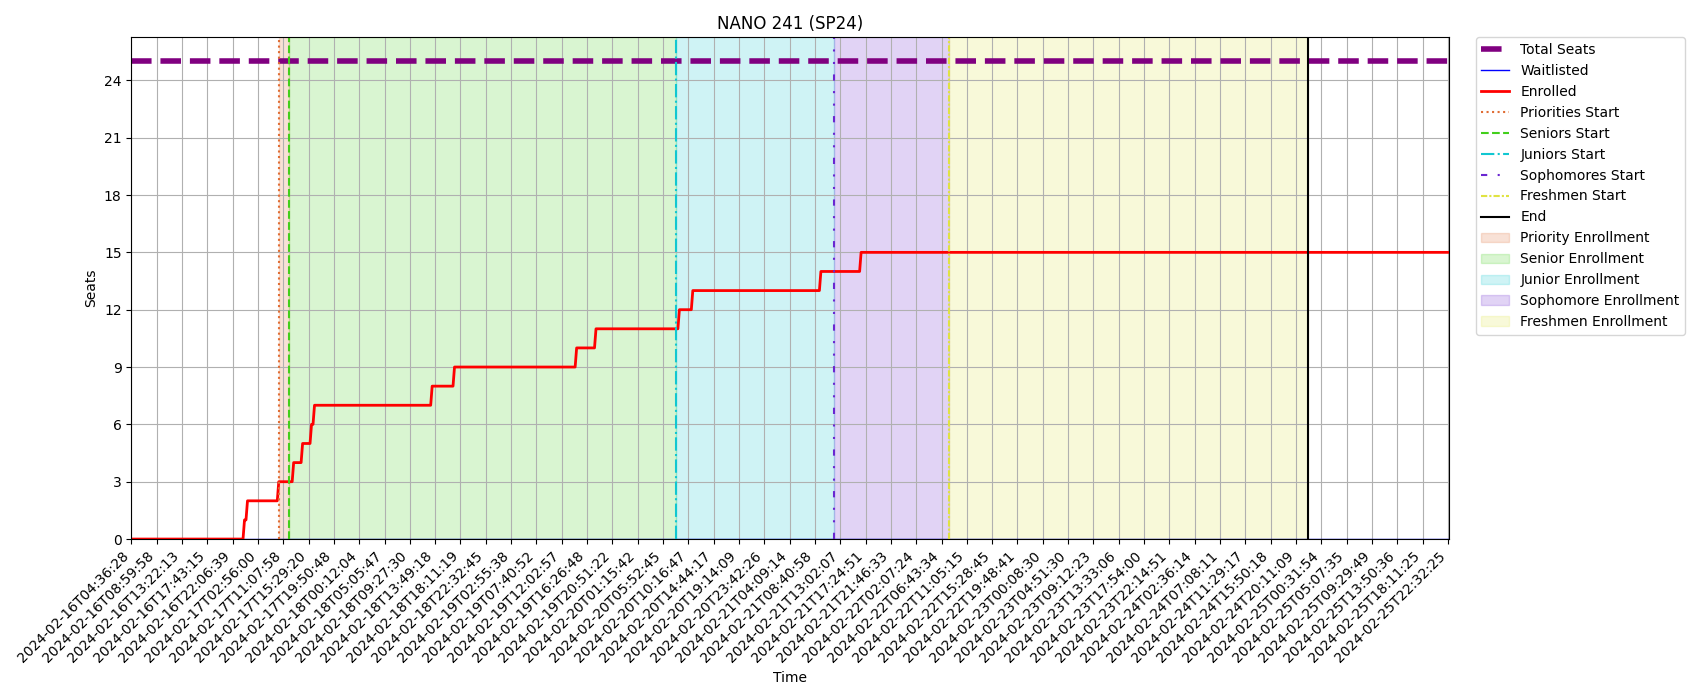 NANO 241 (SP24)
Seats
24
21
18
15
12
9
6
3
0
2024-02-16T04:36:28
2024-02-16T08:59:58
2024-02-16T13:22:13
2024-02-16T17:43:15
2024-02-16T22:06:39
2024-02-17T02:56:00
2024-02-17T11:07:58
2024-02-17T15:29:20
2024-02-17T19:50:48
2024-02-18T00:12:04
2024-02-18T05:05:47
2024-02-18T09:27:30
2024-02-18T13:49:18
2024-02-18T18:11:19
2024-02-18T22:32:45
2024-02-19T02:55:38
2024-02-19T07:40:52
2024-02-19T12:02:57
2024-02-19T16:26:48
2024-02-19T20:51:22
2024-02-20T01:15:42
2024-02-20T05:52:45
2024-02-20T10:16:47
2024-02-20T14:44:17
2024-02-20T19:14:09
2024-02-20T23:42:26
2024-02-21T04:09:14
2024-02-21T08:40:58
2024-02-21T13:02:07
2024-02-21T17:24:51
2024-02-21T21:46:33
2024-02-22T02:07:24
2024-02-22T06:43:34
2024-02-22T11:05:15
2024-02-22T15:28:45
2024-02-22T19:48:41
2024-02-23T00:08:30
2024-02-23T04:51:30
2024-02-23T09:12:23
2024-02-23T13:33:06
2024-02-23T17:54:00
2024-02-23T22:14:51
2024-02-24T02:36:14
2024-02-24T07:08:11
2024-02-24T11:29:17
2024-02-24T15:50:18
2024-02-24T20:11:09
2024-02-25T00:31:54
2024-02-25T05:07:35
2024-02-25T09:29:49
2024-02-25T13:50:36
2024-02-25T18:11:25
2024-02-25T22:32:25
Time
Total Seats
Waitlisted
Enrolled
Priorities Start
Seniors Start
Juniors Start
Sophomores Start
Freshmen Start
End
Priority Enrollment
Senior Enrollment
Junior Enrollment
Sophomore Enrollment
Freshmen Enrollment